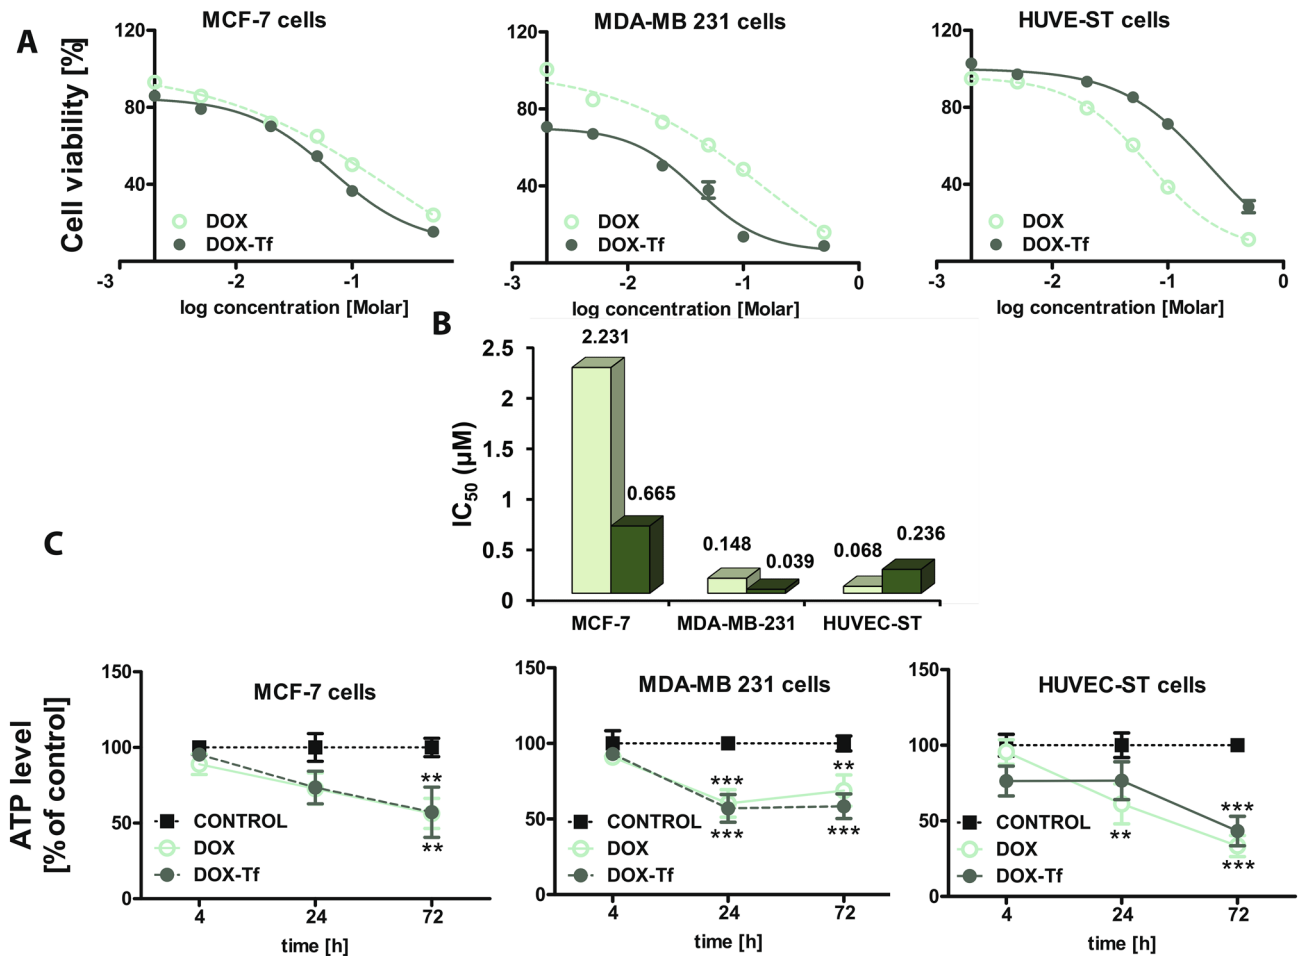 A
MCF-7 cells
MDA-MB 231 cells
HUVE-ST cells
Cell viability [%]
120
80
40
DOX
DOX-Tf
-3
-2
-1
log concentration [Molar]
120
80
40
DOX
DOX-Tf
-3
-2
-1
0
log concentration [Molar]
120
80
40
DOX
DOX-Tf
-3
-2
-1
0
log concentration [Molar]
B
IC50 (µM)
2.5
2
1.5
1
0.5
0
2.231
0.665
0.148
0.039
0.068
0.236
MCF-7
MDA-MB-231
HUVEC-ST
C
ATP level
[% of control]
MCF-7 cells
150
100
50
0
**
**
CONTROL
DOX
DOX-Tf
4
24
72
time [h]
MDA-MB 231 cells
150
100
50
0
***
**
***
***
CONTROL
DOX
DOX-Tf
4
24
72
time [h]
HUVEC-ST cells
150
100
50
0
***
**
***
CONTROL
DOX
DOX-Tf
4
24
72
time [h]